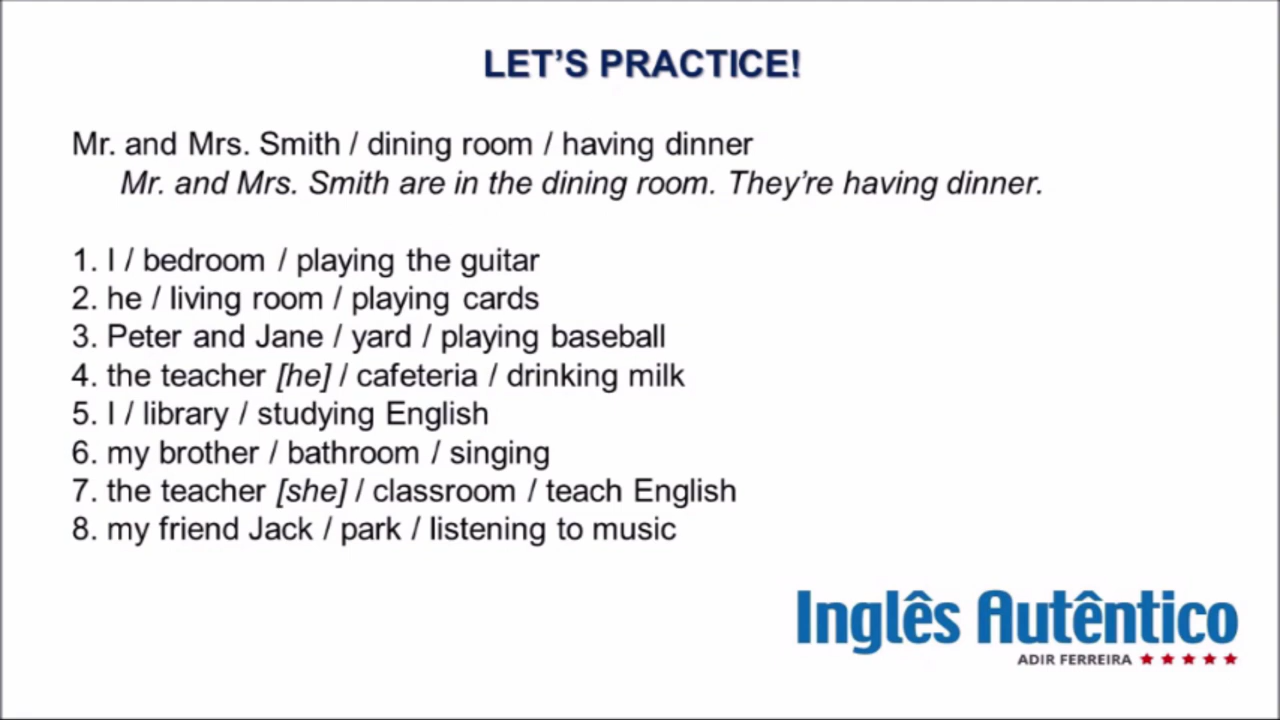 LET’S PRACTICE!
Mr. and Mrs. Smith / dining room / having dinner
Mr. and Mrs. Smith are in the dining room. They’re having dinner.
1. I / bedroom / playing the guitar
2. he / living room / playing cards
3. Peter and Jane / yard / playing baseball
4. the teacher [he] / cafeteria / drinking milk
5. I / library / studying English
6. my brother / bathroom / singing
7. the teacher [she] / classroom / teach English
8. my friend Jack / park / listening to music
Inglês Autêntico
ADIR FERREIRA